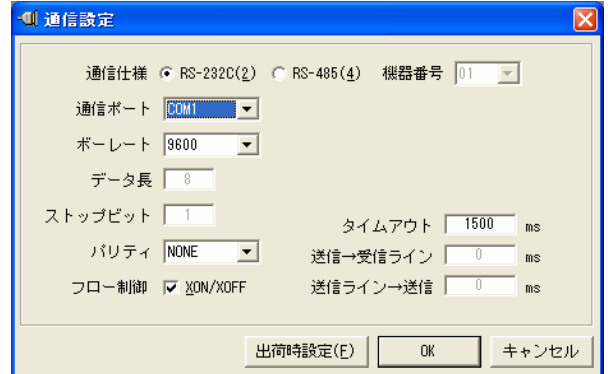 通信設定
通信仕様 RS-232C(2) RS-485(4) 機器番号 01
通信ポート COM1
ボーレート 9600
データ長 8
ストップビット 1
タイムアウト 1500 ms
パリティ NONE
送信→受信ライン 0 ms
フロー制御 XON/XOFF
送信ライン→送信 0 ms
出荷時設定(F) OK キャンセル